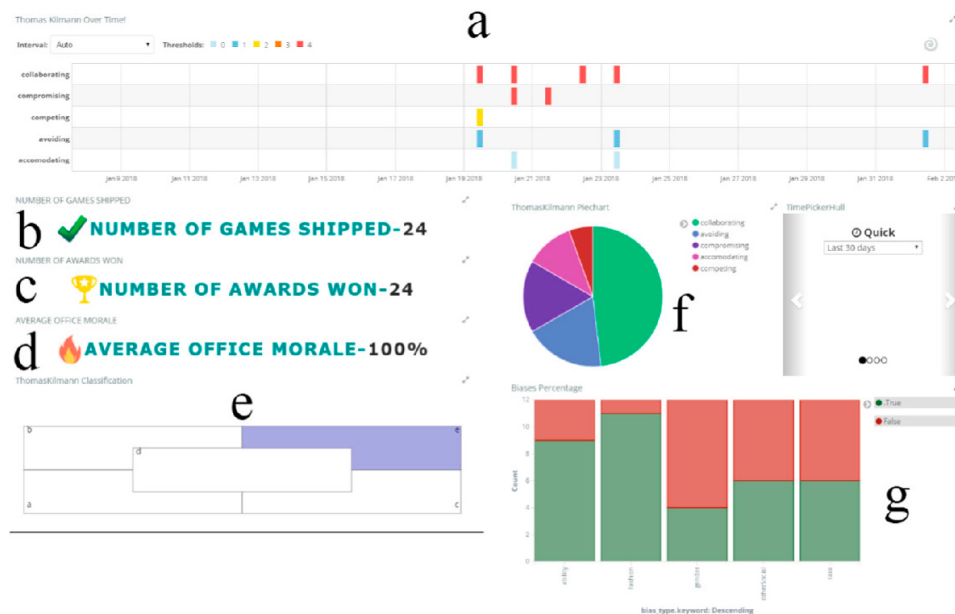 Thomas Kilmann Over Time!
a
Interval: Auto Thresholds: 0 1 2 3 4
collaborating
compromising
competing
avoiding
accomodating
Jan 9 2018 Jan 11 2018 Jan 13 2018 Jan 15 2018 Jan 17 2018 Jan 19 2018 Jan 21 2018 Jan 23 2018 Jan 25 2018 Jan 27 2018 Jan 29 2018 Jan 31 2018 Feb 2 2018
NUMBER OF GAMES SHIPPED
b NUMBER OF GAMES SHIPPED-24
NUMBER OF AWARDS WON
c NUMBER OF AWARDS WON-24
AVERAGE OFFICE MORALE
d AVERAGE OFFICE MORALE-100%
ThomasKilmann Classification
e
b e
d
a c
ThomasKilmann Piechart
collaborating
avoiding
compromising
accomodating
competing
f
TimePickerHull
Quick
Last 30 days
Biases Percentage
True
False
Count
12
10
8
6
4
2
0
ability fashion gender othersocial race
bias_type.keyword: Descending
g